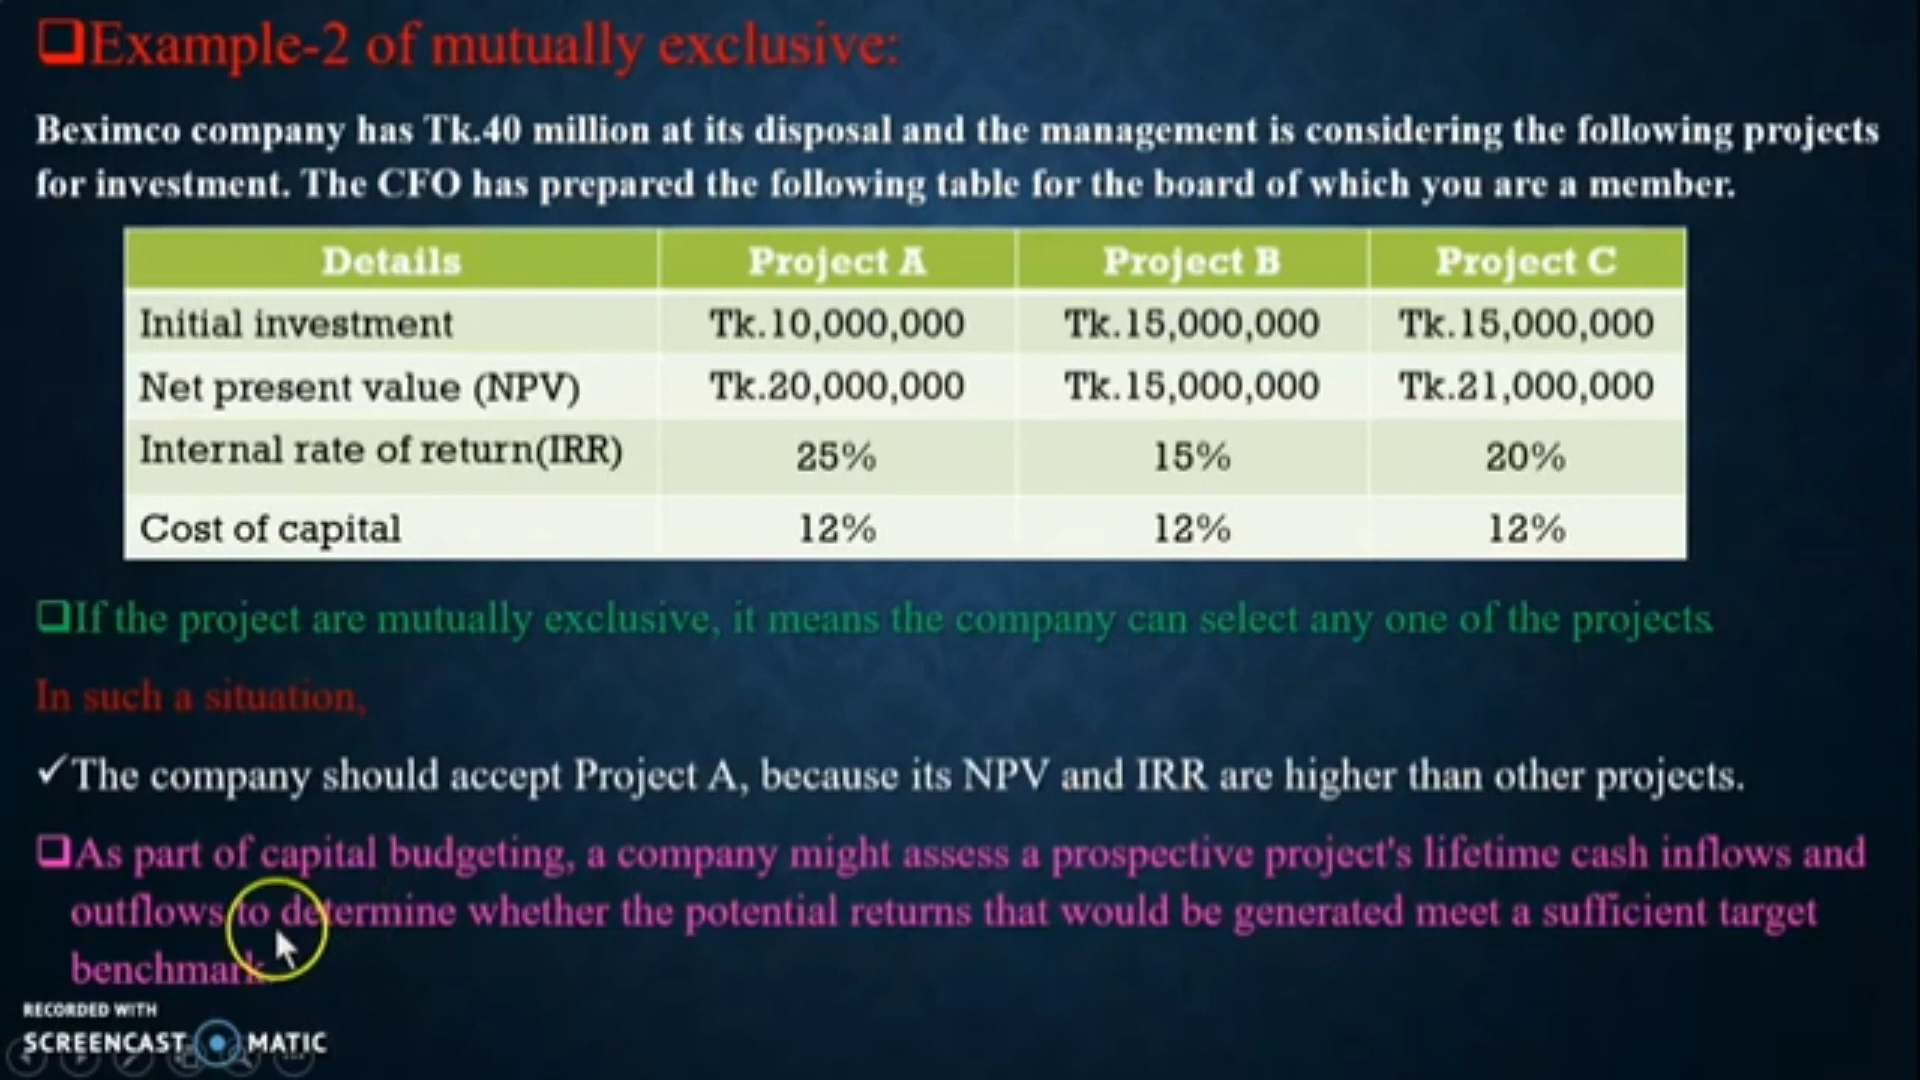 Example-2 of mutually exclusive:
Beximco company has Tk.40 million at its disposal and the management is considering the following projects
for investment. The CFO has prepared the following table for the board of which you are a member.
Details Project A Project B Project C
Initial investment Tk.10,000,000 Tk.15,000,000 Tk.15,000,000
Net present value (NPV) Tk.20,000,000 Tk.15,000,000 Tk.21,000,000
Internal rate of return(IRR) 25% 15% 20%
Cost of capital 12% 12% 12%
If the project are mutually exclusive, it means the company can select any one of the projects.
In such a situation,
The company should accept Project A, because its NPV and IRR are higher than other projects.
As part of capital budgeting, a company might assess a prospective project's lifetime cash inflows and
outflows to determine whether the potential returns that would be generated meet a sufficient target
benchmark.
RECORDED WITH
SCREENCAST MATIC